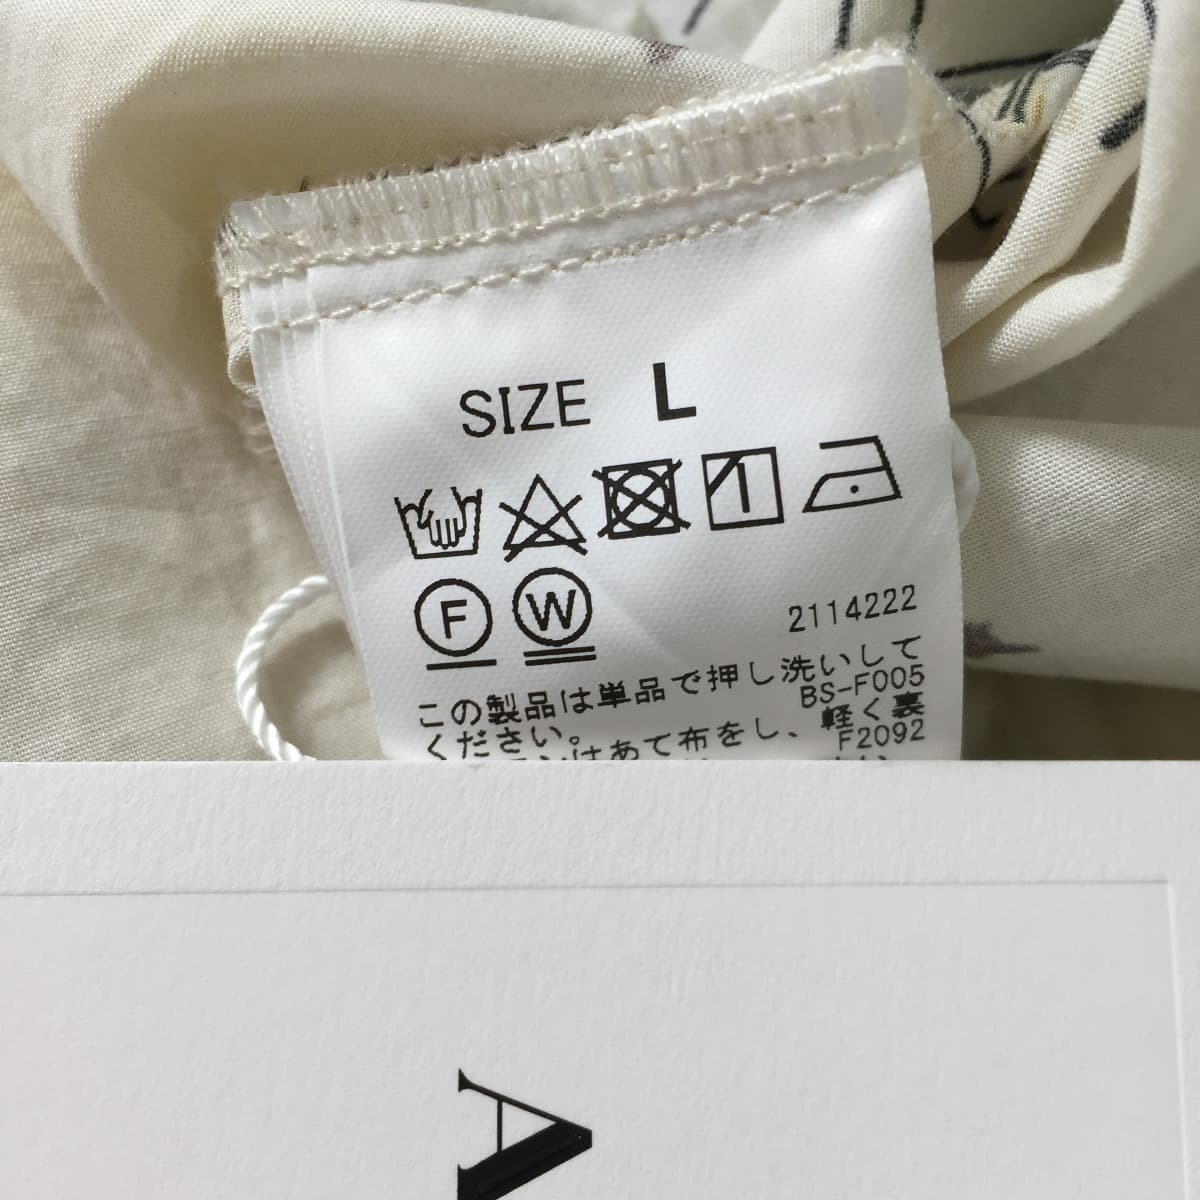 SIZE L
F W
2114222
この製品は単品で押し洗いして
BS-F005
ください。
はあて布をし、軽く裏
F2092
A